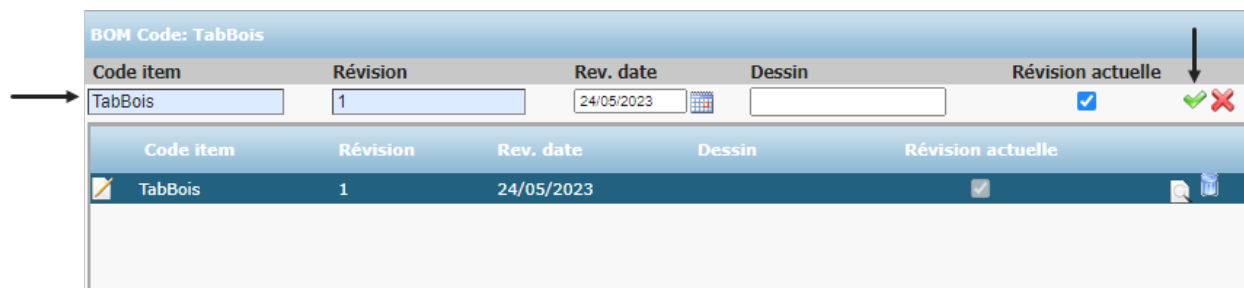 BOM Code: TabBois
Code item Révision Rev. date Dessin Révision actuelle
TabBois 1 24/05/2023
Code item Révision Rev. date Dessin Révision actuelle
TabBois 1 24/05/2023